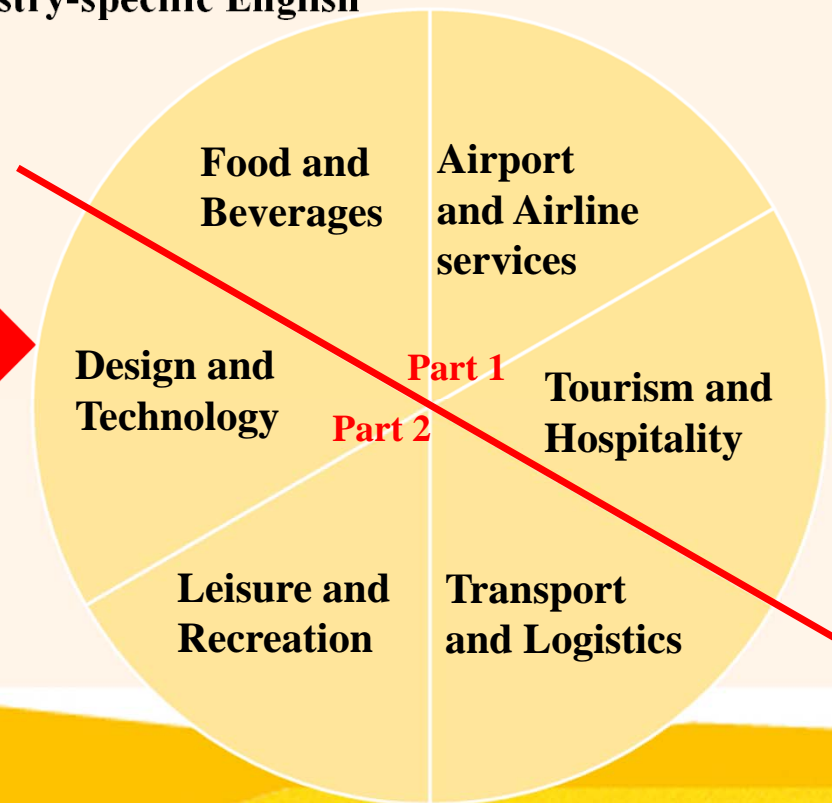 English
Food and
Beverages
Airport
and Airline
services
Part 1
Design and
Technology
Tourism and
Hospitality
Part 2
Leisure and
Recreation
Transport
and Logistics